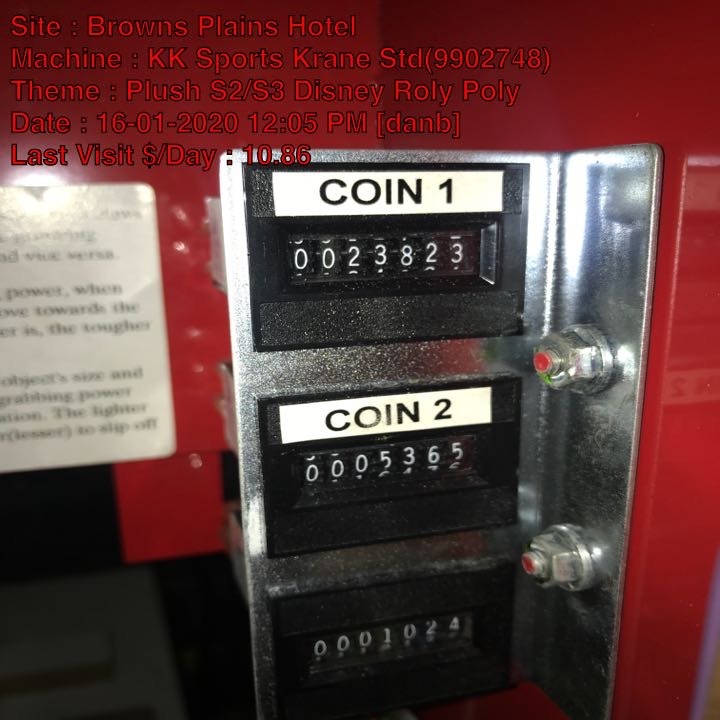 Site : Browns Plains Hotel
Machine : KK Sports Krane Std(9902748)
Theme : Plush S2/S3 Disney Roly Poly
Date : 16-01-2020 12:05 PM [danb]
Last Visit $/Day : 10.86
COIN 1
0023823
COIN 2
0005365
0001024
power, when
towards the
er is, the tougher
object's size and
grabbing power
ation. The lighter
r(lesser) to slip off